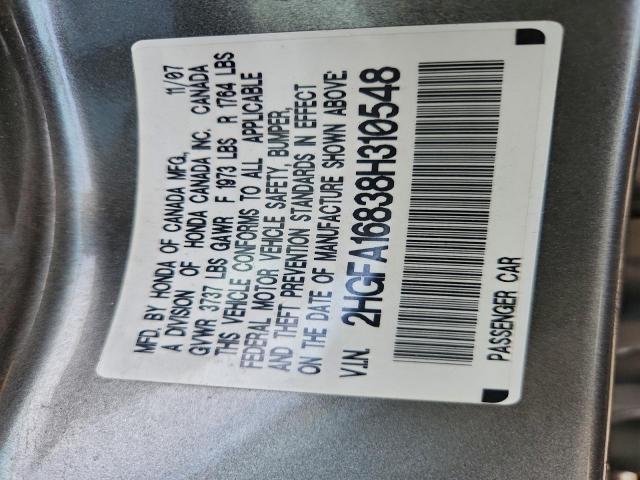 MFD. BY HONDA OF CANADA MFG. 11/07
A DIVISION OF HONDA CANADA INC. CANADA
GVWR 3737 LBS GAWR F 1973 LBS R 1764 LBS
THIS VEHICLE CONFORMS TO ALL APPLICABLE
FEDERAL MOTOR VEHICLE SAFETY, BUMPER,
AND THEFT PREVENTION STANDARDS IN EFFECT
ON THE DATE OF MANUFACTURE SHOWN ABOVE:
V.I.N. 2HGFA16838H310548
PASSENGER CAR